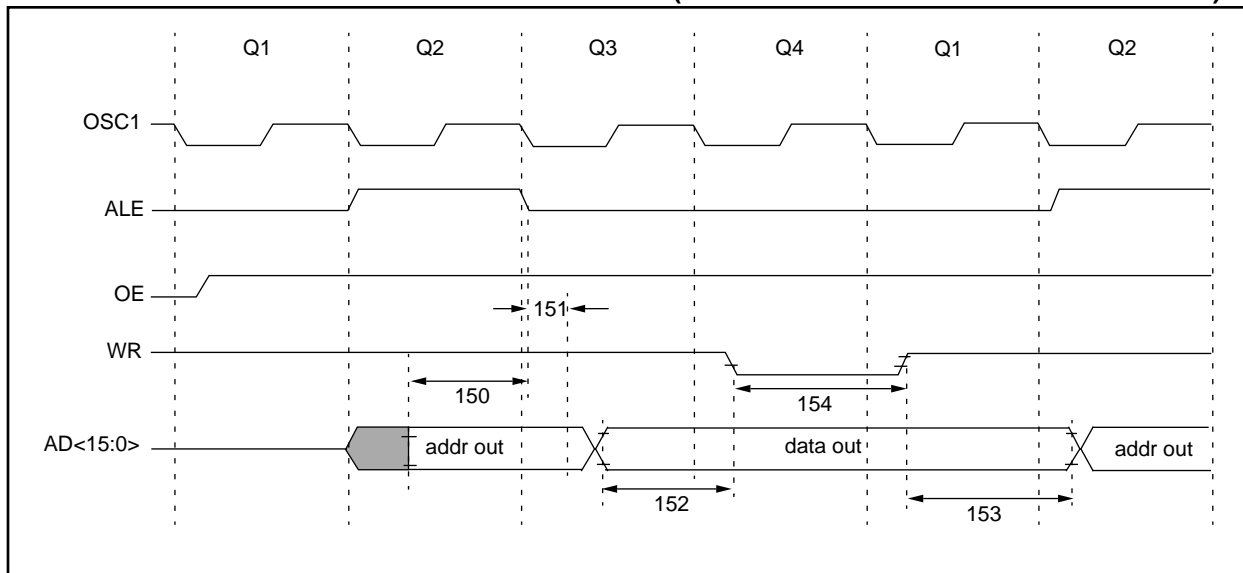 Q1 Q2 Q3 Q4 Q1 Q2
OSC1
ALE
OE
151
WR
150
154
AD<15:0>
addr out
data out
addr out
152
153